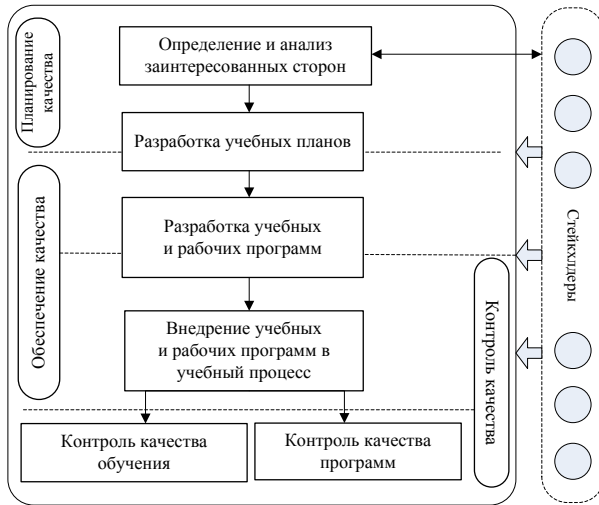 Планирование
качества
Определение и анализ
заинтересованных сторон
Разработка учебных планов
Обеспечение качества
Разработка учебных
и рабочих программ
Внедрение учебных
и рабочих программ в
учебный процесс
Контроль качества
обучения
Контроль качества
программ
Контроль качества
Стейкхлдеры